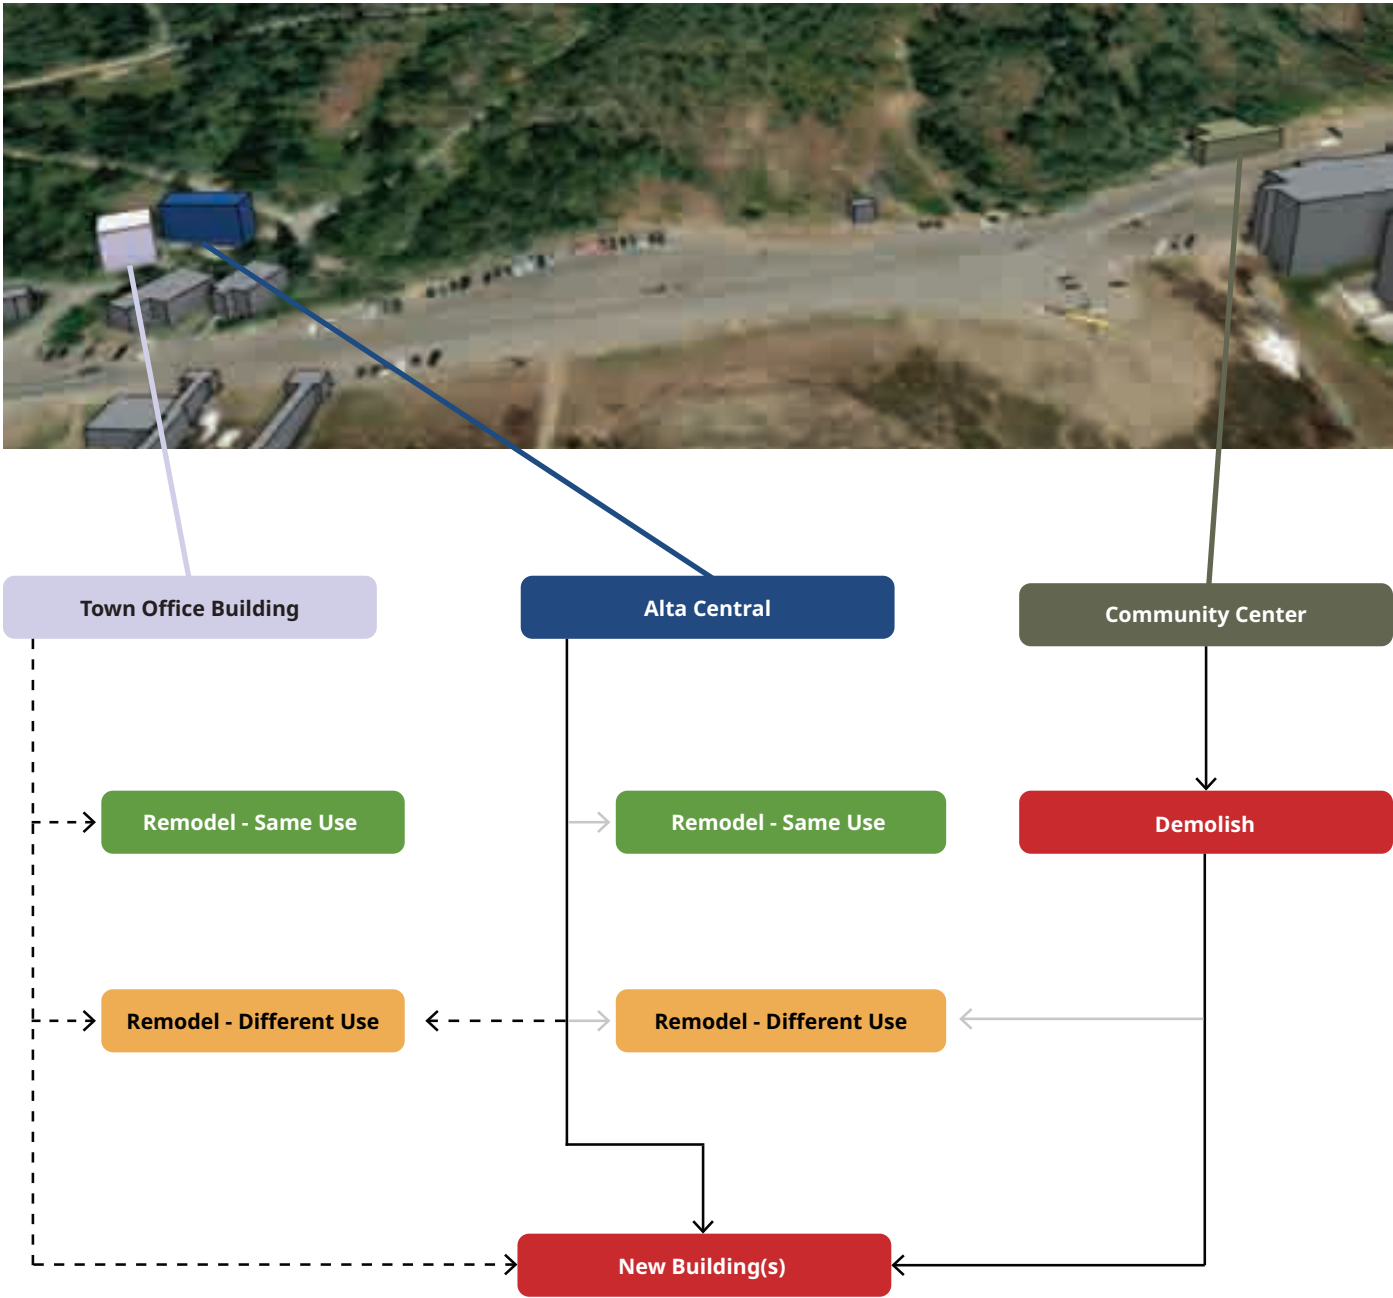 Town Office Building
Alta Central
Community Center
Remodel - Same Use
Remodel - Same Use
Demolish
Remodel - Different Use
Remodel - Different Use
New Building(s)